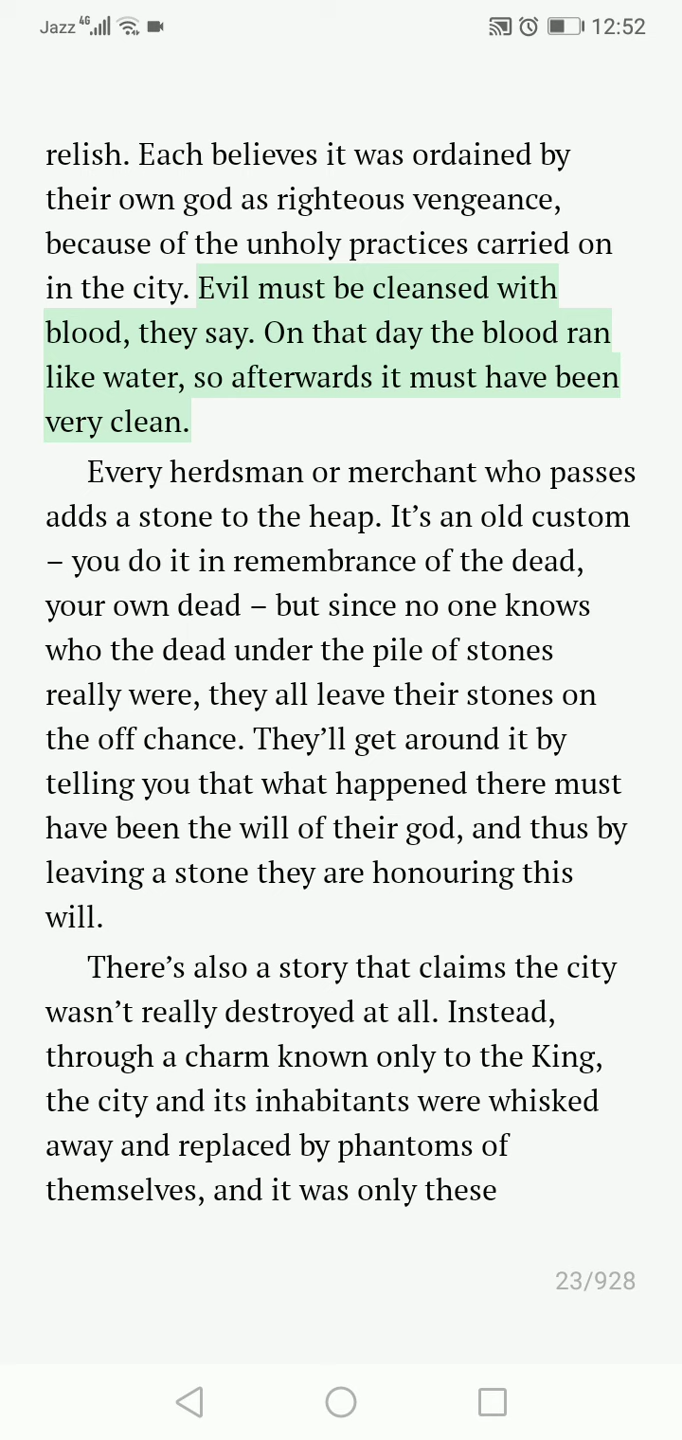 Jazz 4G 12:52
relish. Each believes it was ordained by
their own god as righteous vengeance,
because of the unholy practices carried on
in the city. Evil must be cleansed with
blood, they say. On that day the blood ran
like water, so afterwards it must have been
very clean.
Every herdsman or merchant who passes
adds a stone to the heap. It’s an old custom
– you do it in remembrance of the dead,
your own dead – but since no one knows
who the dead under the pile of stones
really were, they all leave their stones on
the off chance. They’ll get around it by
telling you that what happened there must
have been the will of their god, and thus by
leaving a stone they are honouring this
will.
There’s also a story that claims the city
wasn’t really destroyed at all. Instead,
through a charm known only to the King,
the city and its inhabitants were whisked
away and replaced by phantoms of
themselves, and it was only these
23/928